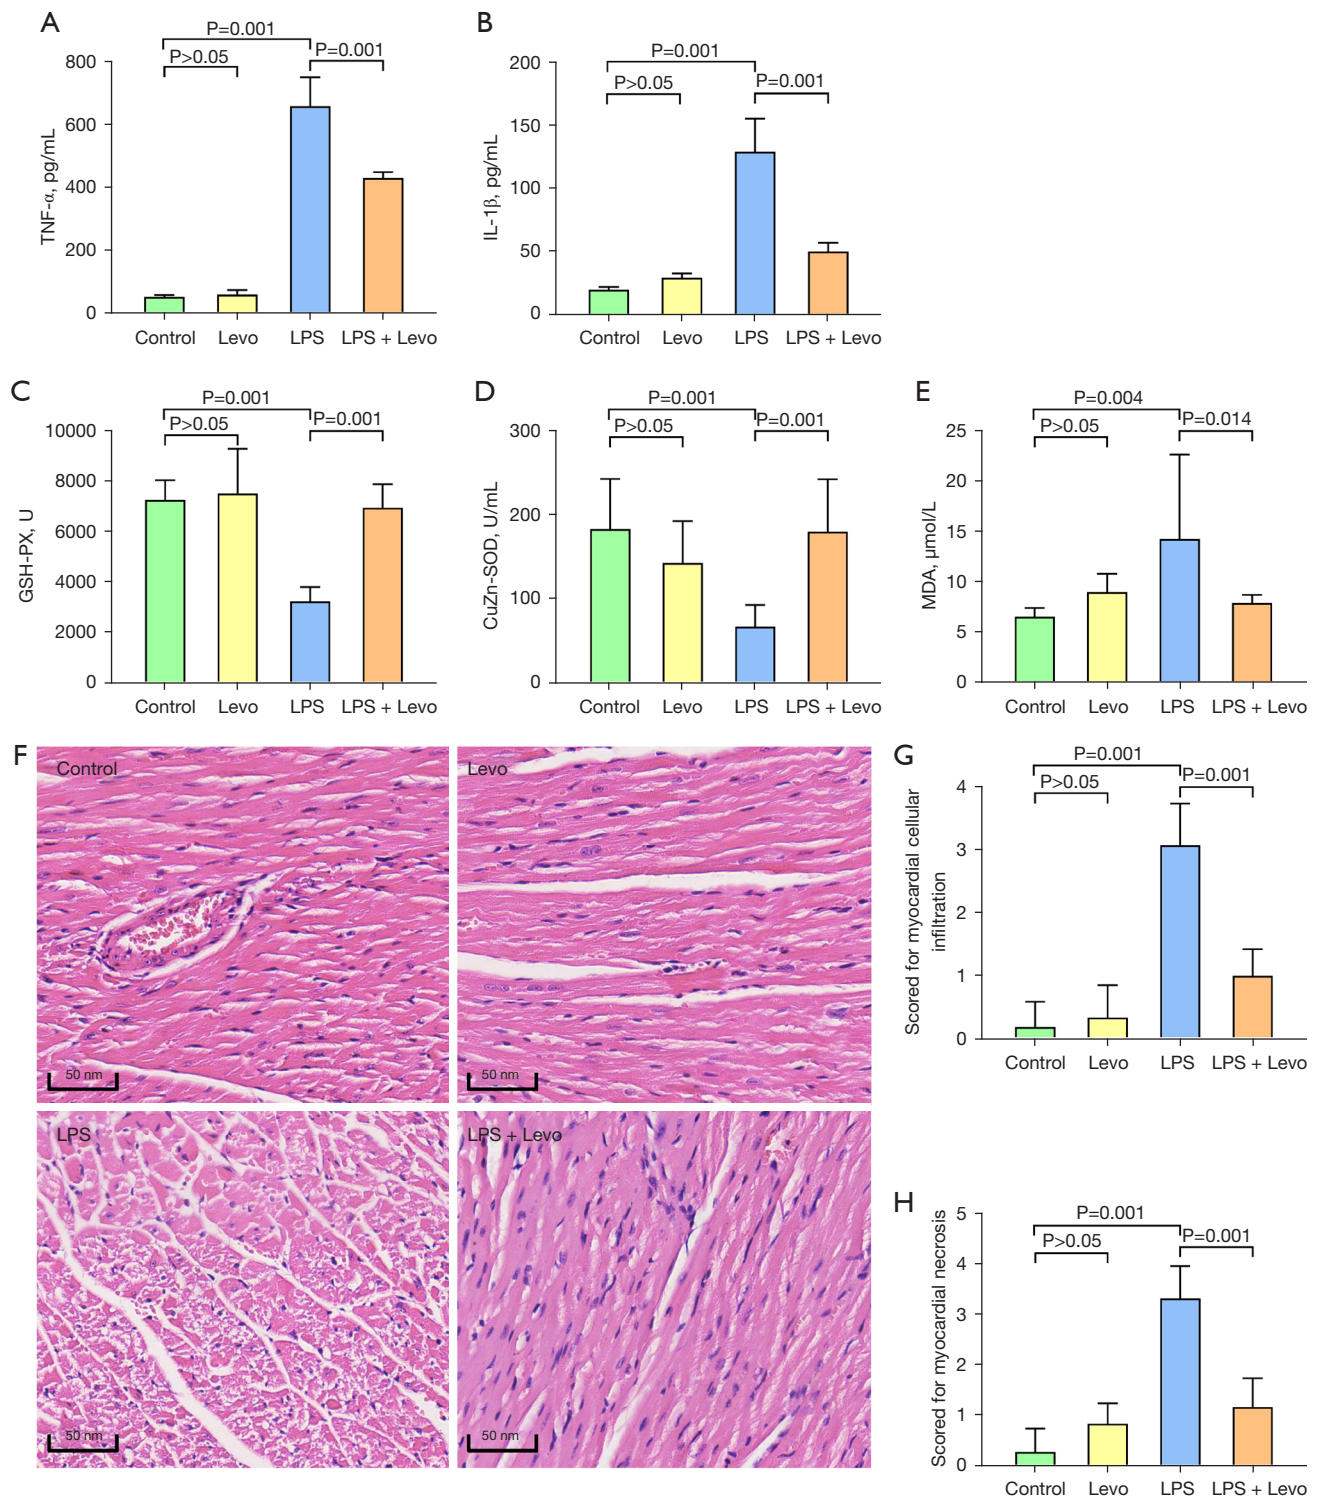 A
P=0.001
P>0.05
P=0.001
TNF-α, pg/mL
800
600
400
200
0
Control Levo LPS LPS + Levo
B
P=0.001
P>0.05
P=0.001
IL-1β, pg/mL
200
150
100
50
0
Control Levo LPS LPS + Levo
C
P=0.001
P>0.05
P=0.001
GSH-PX, U
10000
8000
6000
4000
2000
0
Control Levo LPS LPS + Levo
D
P=0.001
P>0.05
P=0.001
CuZn-SOD, U/mL
300
200
100
0
Control Levo LPS LPS + Levo
E
P=0.004
P>0.05
P=0.014
MDA, μmol/L
25
20
15
10
5
0
Control Levo LPS LPS + Levo
F
Control
50 nm
Levo
50 nm
LPS
50 nm
LPS + Levo
50 nm
G
P=0.001
P>0.05
P=0.001
Scored for myocardial cellular
infiltration
4
3
2
1
0
Control Levo LPS LPS + Levo
H
P=0.001
P>0.05
P=0.001
Scored for myocardial necrosis
5
4
3
2
1
0
Control Levo LPS LPS + Levo